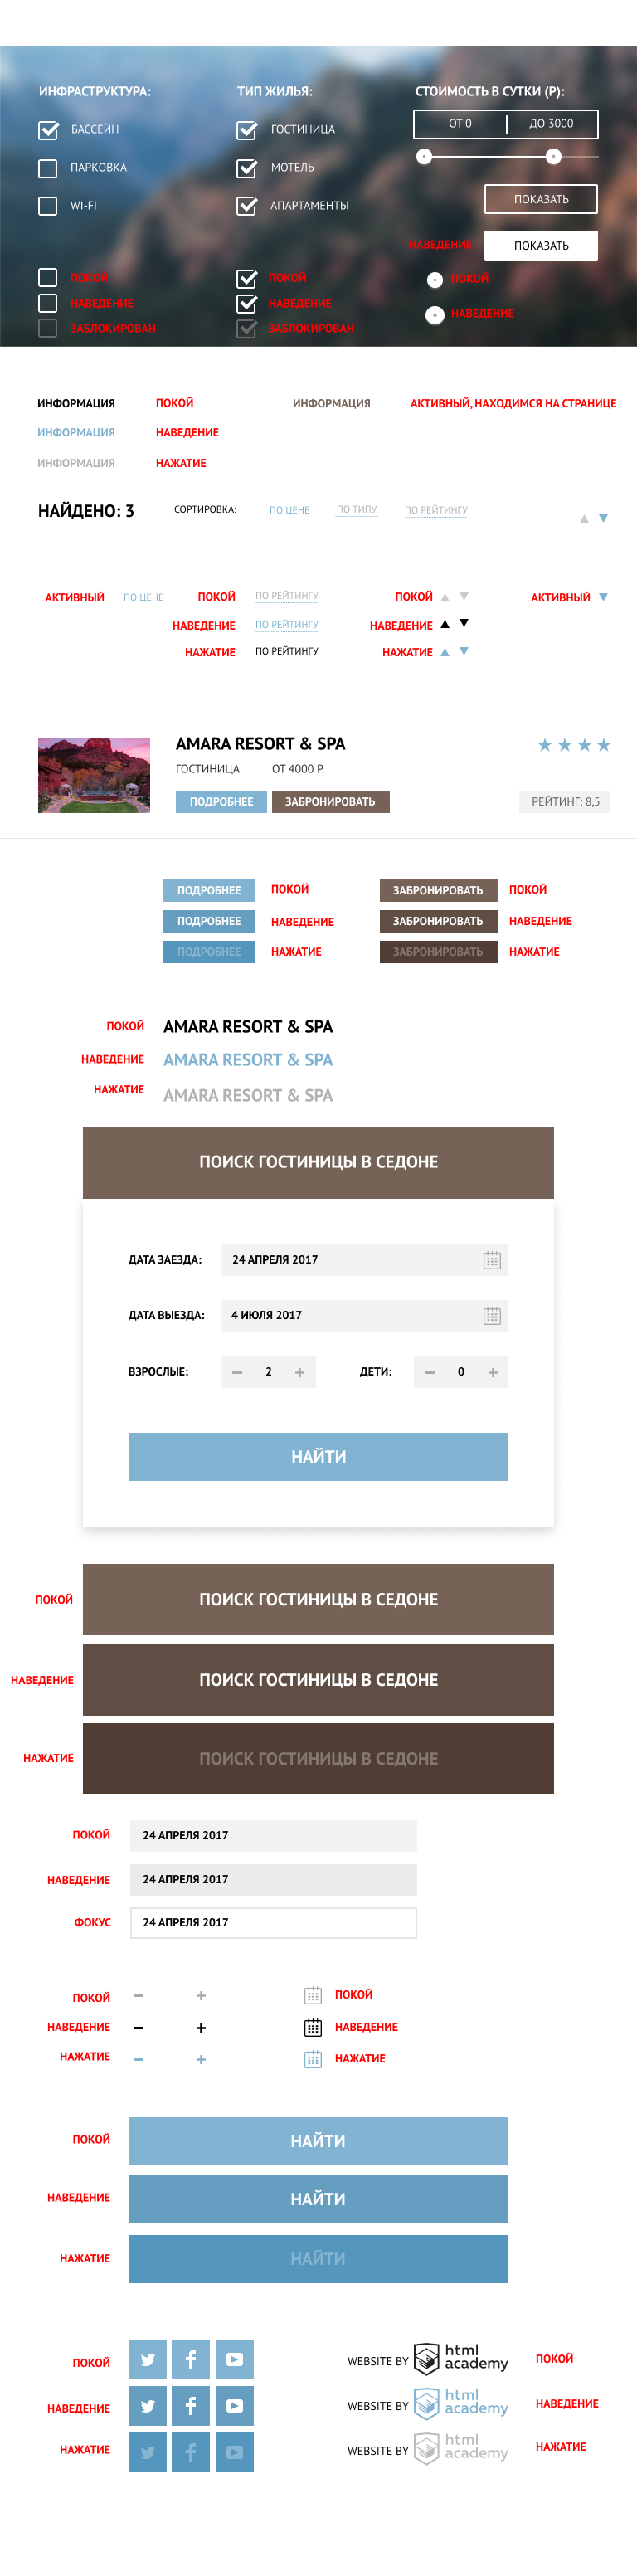 ИНФРАСТРУКТУРА: ТИП ЖИЛЬЯ: СТОИМОСТЬ В СУТКИ (Р):
БАССЕЙН ГОСТИНИЦА ОТ 0 ДО 3000
ПАРКОВКА МОТЕЛЬ
WI-FI АПАРТАМЕНТЫ ПОКАЗАТЬ
НАВЕДЕНИЕ ПОКАЗАТЬ
ПОКОЙ ПОКОЙ ПОКОЙ
НАВЕДЕНИЕ НАВЕДЕНИЕ НАВЕДЕНИЕ
ЗАБЛОКИРОВАН ЗАБЛОКИРОВАН
ИНФОРМАЦИЯ ПОКОЙ ИНФОРМАЦИЯ АКТИВНЫЙ, НАХОДИМСЯ НА СТРАНИЦЕ
ИНФОРМАЦИЯ НАВЕДЕНИЕ
ИНФОРМАЦИЯ НАЖАТИЕ
НАЙДЕНО: 3 СОРТИРОВКА: ПО ЦЕНЕ ПО ТИПУ ПО РЕЙТИНГУ
АКТИВНЫЙ ПО ЦЕНЕ ПОКОЙ ПО РЕЙТИНГУ ПОКОЙ АКТИВНЫЙ
НАВЕДЕНИЕ ПО РЕЙТИНГУ НАВЕДЕНИЕ
НАЖАТИЕ ПО РЕЙТИНГУ НАЖАТИЕ
AMARA RESORT & SPA
ГОСТИНИЦА ОТ 4000 Р.
ПОДРОБНЕЕ ЗАБРОНИРОВАТЬ РЕЙТИНГ: 8,5
ПОДРОБНЕЕ ПОКОЙ ЗАБРОНИРОВАТЬ ПОКОЙ
ПОДРОБНЕЕ НАВЕДЕНИЕ ЗАБРОНИРОВАТЬ НАВЕДЕНИЕ
ПОДРОБНЕЕ НАЖАТИЕ ЗАБРОНИРОВАТЬ НАЖАТИЕ
ПОКОЙ AMARA RESORT & SPA
НАВЕДЕНИЕ AMARA RESORT & SPA
НАЖАТИЕ AMARA RESORT & SPA
ПОИСК ГОСТИНИЦЫ В СЕДОНЕ
ДАТА ЗАЕЗДА: 24 АПРЕЛЯ 2017
ДАТА ВЫЕЗДА: 4 ИЮЛЯ 2017
ВЗРОСЛЫЕ: − 2 + ДЕТИ: − 0 +
НАЙТИ
ПОКОЙ ПОИСК ГОСТИНИЦЫ В СЕДОНЕ
НАВЕДЕНИЕ ПОИСК ГОСТИНИЦЫ В СЕДОНЕ
НАЖАТИЕ ПОИСК ГОСТИНИЦЫ В СЕДОНЕ
ПОКОЙ 24 АПРЕЛЯ 2017
НАВЕДЕНИЕ 24 АПРЕЛЯ 2017
ФОКУС 24 АПРЕЛЯ 2017
ПОКОЙ − + ПОКОЙ
НАВЕДЕНИЕ − + НАВЕДЕНИЕ
НАЖАТИЕ − + НАЖАТИЕ
ПОКОЙ НАЙТИ
НАВЕДЕНИЕ НАЙТИ
НАЖАТИЕ НАЙТИ
ПОКОЙ WEBSITE BY html academy ПОКОЙ
НАВЕДЕНИЕ WEBSITE BY html academy НАВЕДЕНИЕ
НАЖАТИЕ WEBSITE BY html academy НАЖАТИЕ